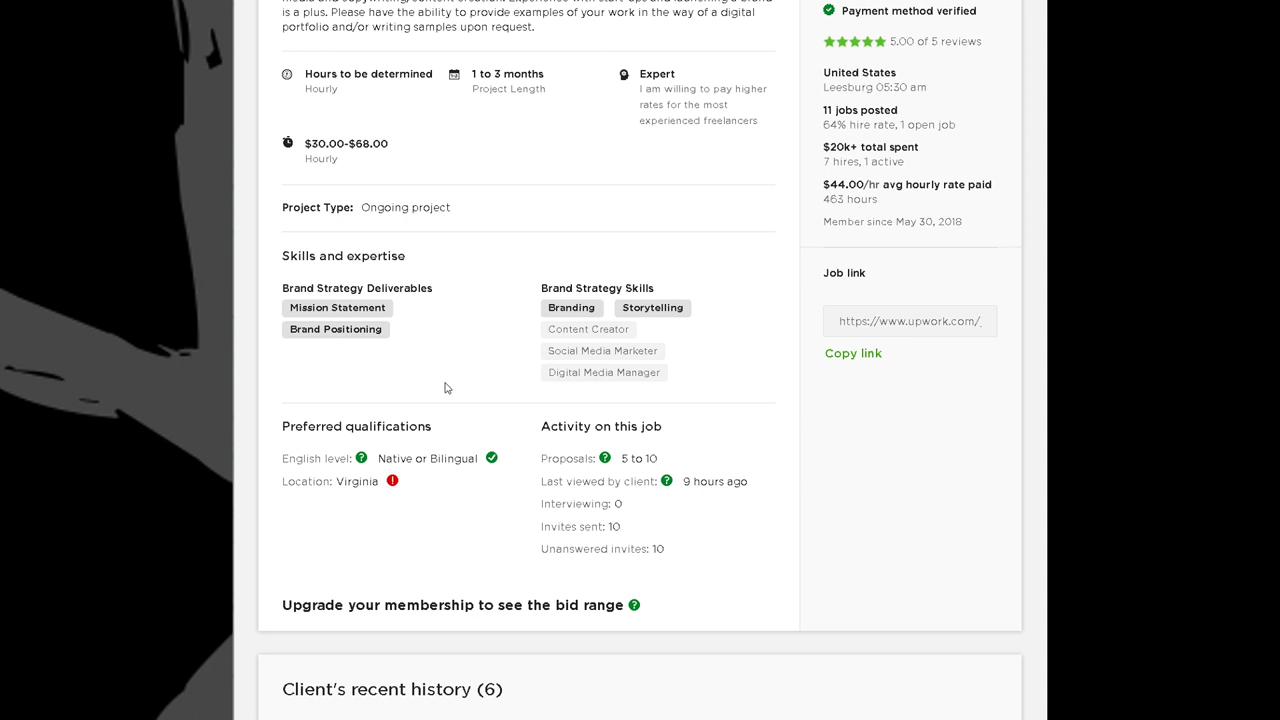 is a plus. Please have the ability to provide examples of your work in the way of a digital
portfolio and/or writing samples upon request.
Hours to be determined
Hourly
1 to 3 months
Project Length
Expert
I am willing to pay higher
rates for the most
experienced freelancers
$30.00-$68.00
Hourly
Project Type: Ongoing project
Skills and expertise
Brand Strategy Deliverables
Mission Statement
Brand Positioning
Brand Strategy Skills
Branding Storytelling
Content Creator
Social Media Marketer
Digital Media Manager
Preferred qualifications
English level: ? Native or Bilingual
Location: Virginia !
Activity on this job
Proposals: ? 5 to 10
Last viewed by client: ? 9 hours ago
Interviewing: 0
Invites sent: 10
Unanswered invites: 10
Upgrade your membership to see the bid range ?
Payment method verified
5.00 of 5 reviews
United States
Leesburg 05:30 am
11 jobs posted
64% hire rate, 1 open job
$20k+ total spent
7 hires, 1 active
$44.00/hr avg hourly rate paid
463 hours
Member since May 30, 2018
Job link
https://www.upwork.com/
Copy link
Client's recent history (6)